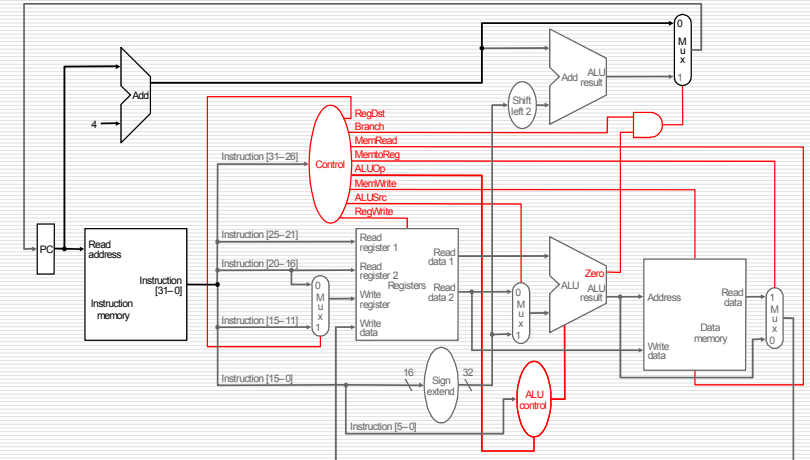 0
M
u
x
1
Add
4
Add
ALU
result
Shift
left 2
RegDst
Branch
MemRead
MemtoReg
ALUOp
MemWrite
ALUSrc
RegWrite
Control
Instruction [31–26]
Instruction [25–21]
Instruction [20–16]
Instruction [15–11]
Instruction [15–0]
Instruction [5–0]
PC
Read
address
Instruction
[31–0]
Instruction
memory
0
M
u
x
1
Read
register 1
Read
register 2
Write
register
Write
data
Registers
Read
data 1
Read
data 2
0
M
u
x
1
Zero
ALU
ALU
result
Address
Write
data
Read
data
Data
memory
1
M
u
x
0
16
Sign
extend
32
ALU
control